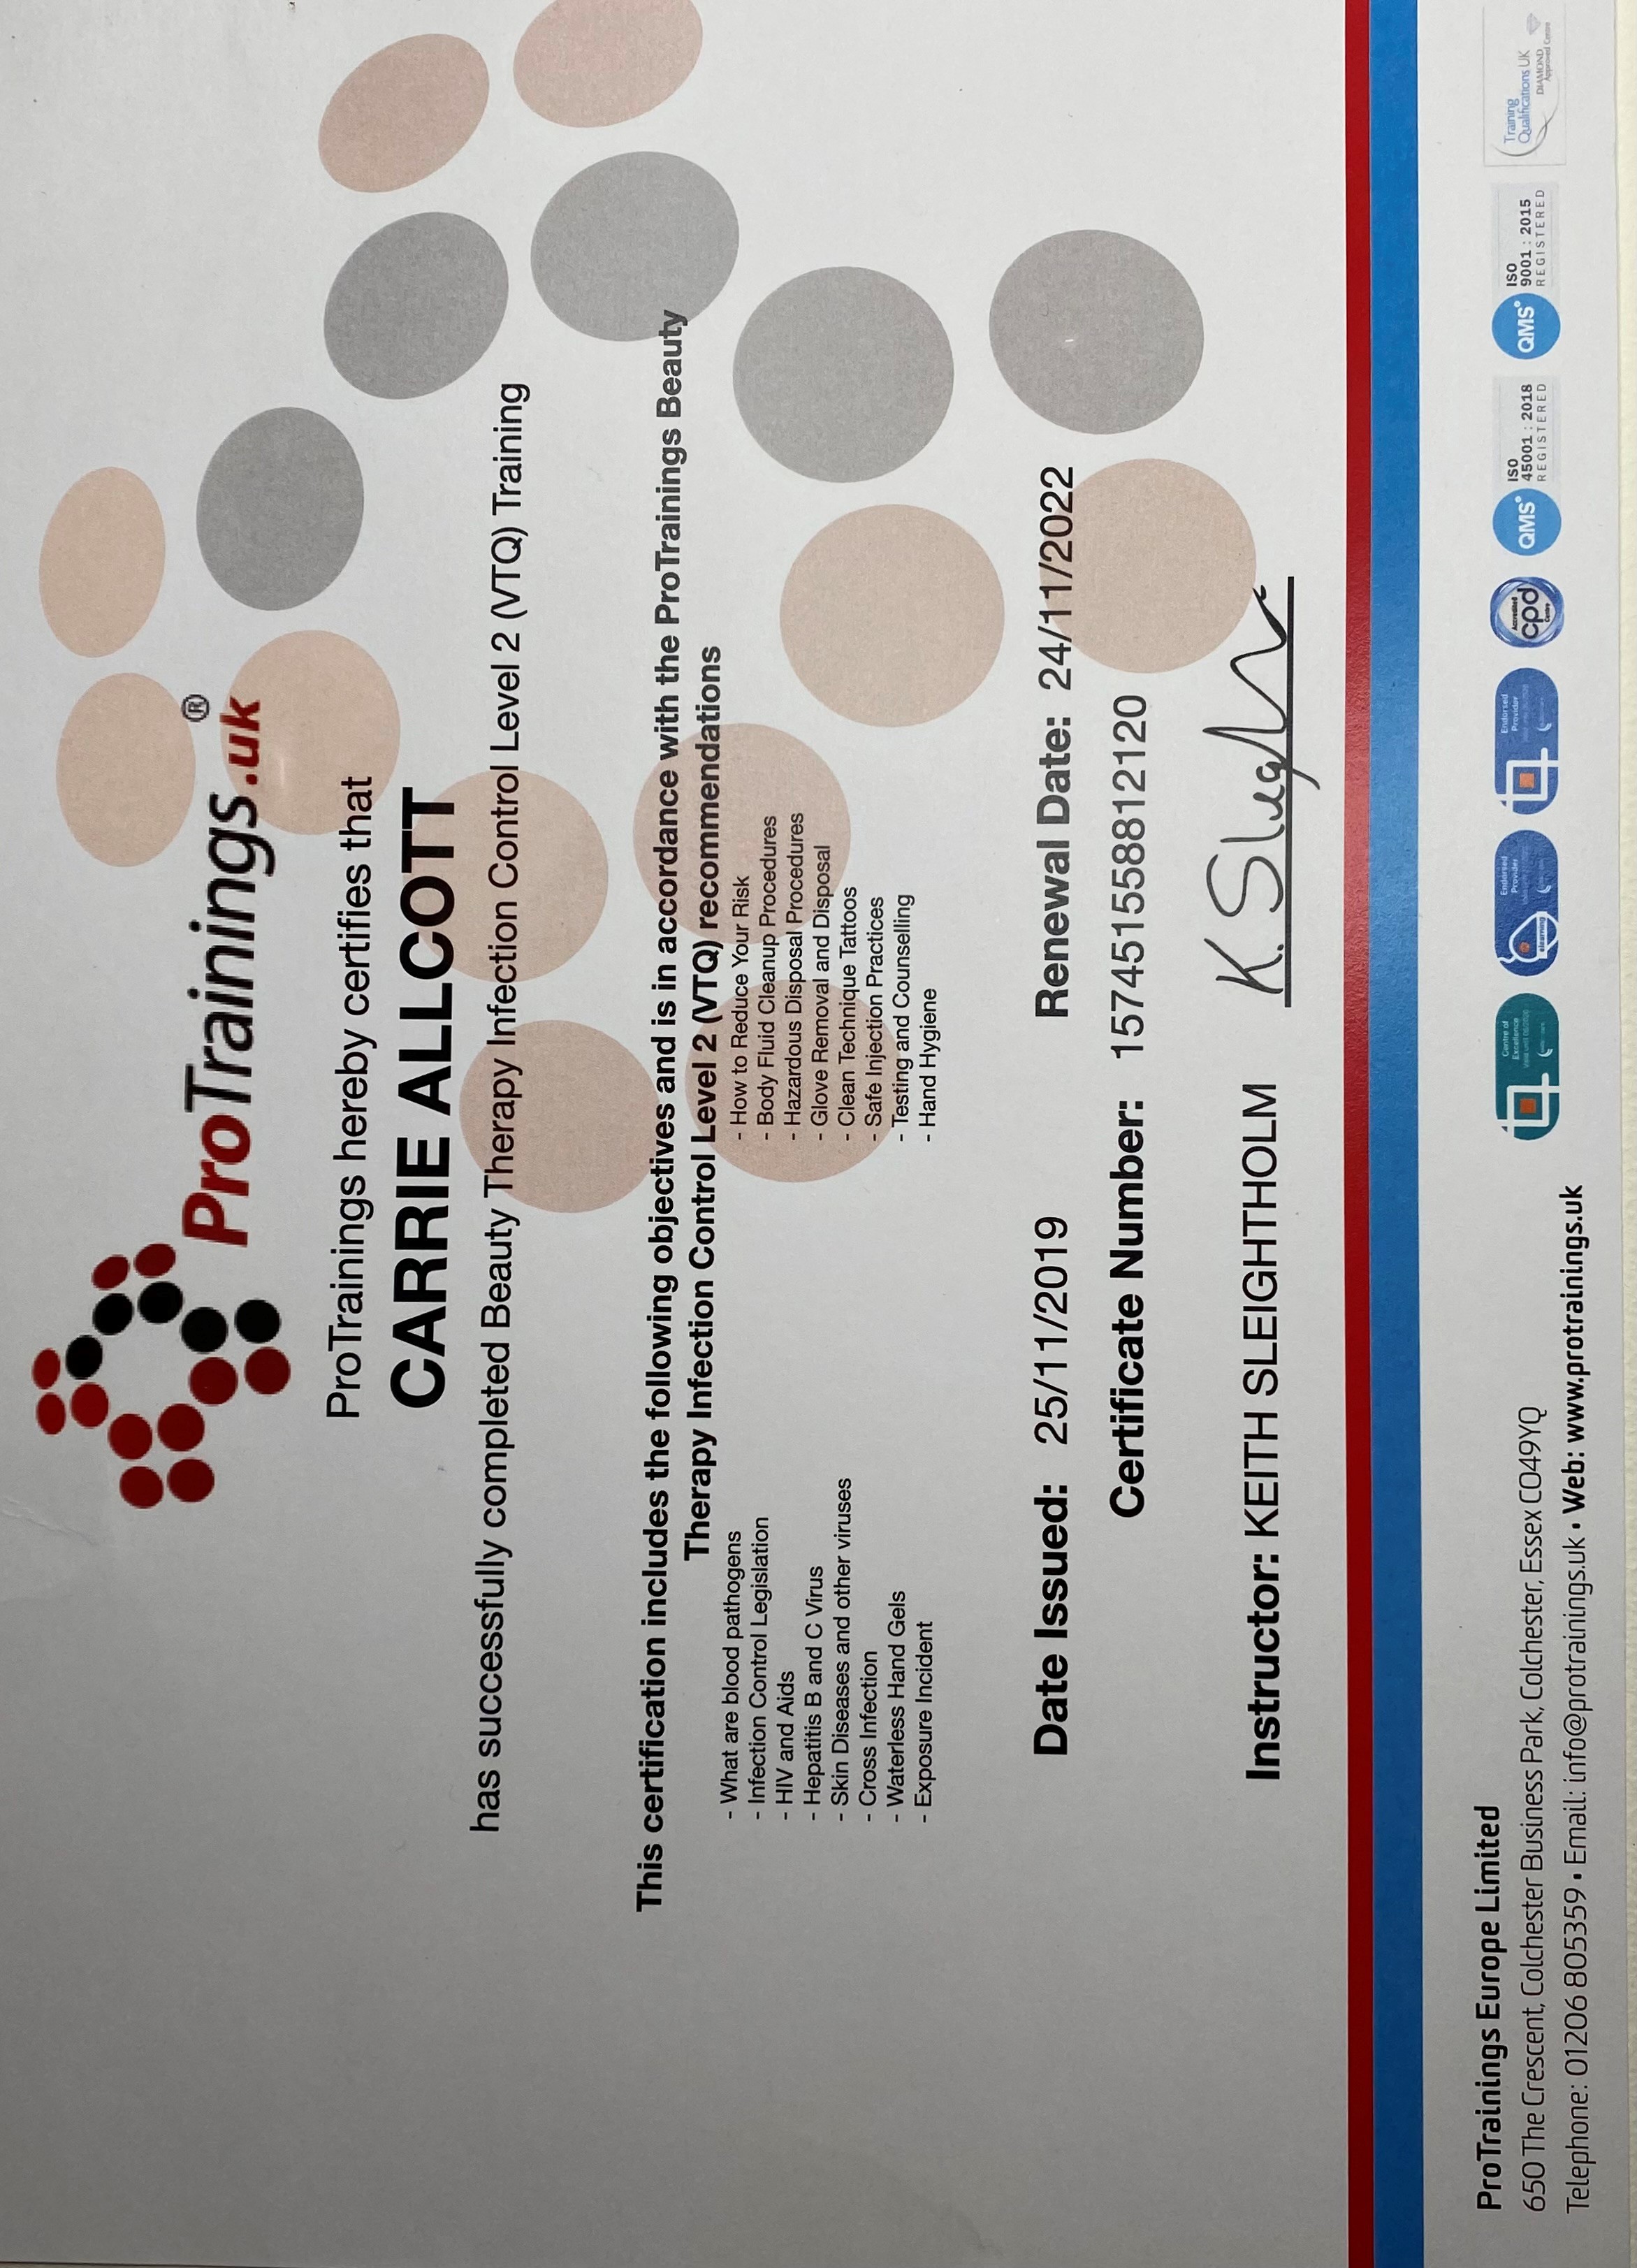 ProTrainings.uk®
ProTrainings hereby certifies that
CARRIE ALLCOTT
has successfully completed Beauty Therapy Infection Control Level 2 (VTQ) Training
This certification includes the following objectives and is in accordance with the ProTrainings Beauty
Therapy Infection Control Level 2 (VTQ) recommendations
- What are blood pathogens
- Infection Control Legislation
- HIV and Aids
- Hepatitis B and C Virus
- Skin Diseases and other viruses
- Cross Infection
- Waterless Hand Gels
- Exposure Incident
- How to Reduce Your Risk
- Body Fluid Cleanup Procedures
- Hazardous Disposal Procedures
- Glove Removal and Disposal
- Clean Technique Tattoos
- Safe Injection Practices
- Testing and Counselling
- Hand Hygiene
Date Issued: 25/11/2019 Renewal Date: 24/11/2022
Certificate Number: 157451558812120
Instructor: KEITH SLEIGHTHOLM
ProTrainings Europe Limited
650 The Crescent, Colchester Business Park, Colchester, Essex CO49YQ
Telephone: 01206 805359 • Email: info@protrainings.uk • Web: www.protrainings.uk
Centre of
Excellence
Endorsed
Provider
elearning
Endorsed
Provider
Accredited
cpd
Centre
QMS
ISO
45001 : 2018
REGISTERED
QMS
ISO
9001 : 2015
REGISTERED
Training
Qualifications UK
DIAMOND
Approved Centre